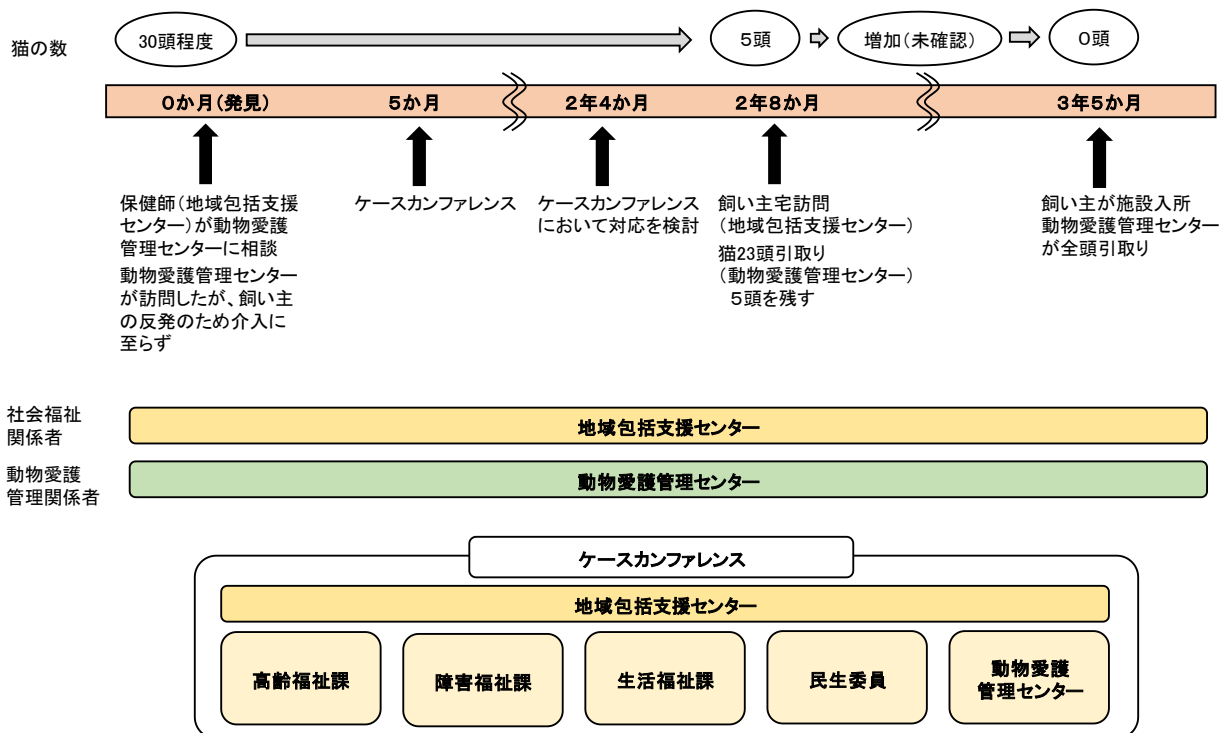 猫の数
30頭程度
5頭
増加(未確認)
0頭
0か月(発見)
5か月
2年4か月
2年8か月
3年5か月
保健師(地域包括支援
センター)が動物愛護
管理センターに相談
動物愛護管理センター
が訪問したが、飼い主
の反発のため介入に
至らず
ケースカンファレンス
ケースカンファレンス
において対応を検討
飼い主宅訪問
(地域包括支援センター)
猫23頭引取り
(動物愛護管理センター)
5頭を残す
飼い主が施設入所
動物愛護管理センター
が全頭引取り
社会福祉
関係者
地域包括支援センター
動物愛護
管理関係者
動物愛護管理センター
ケースカンファレンス
地域包括支援センター
高齢福祉課
障害福祉課
生活福祉課
民生委員
動物愛護
管理センター